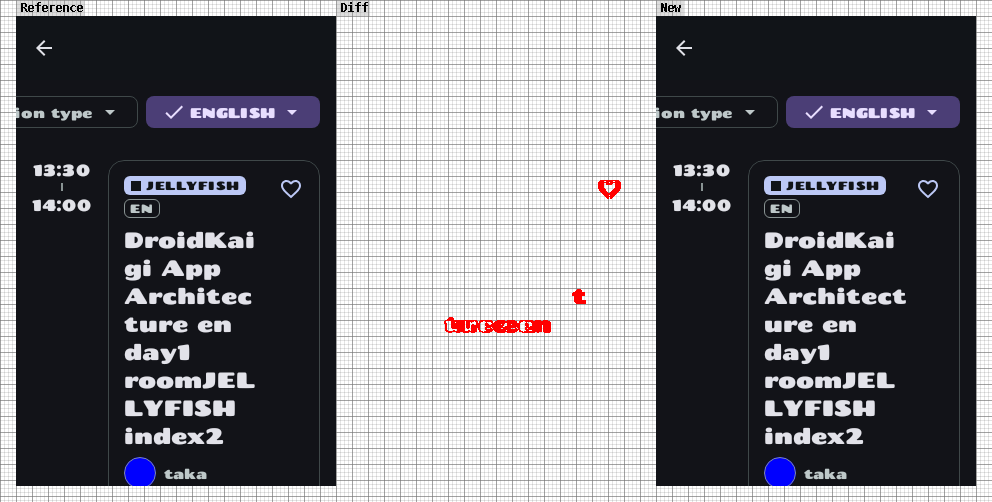 Reference
Diff
New
ion type
ENGLISH
13:30
14:00
JELLYFISH
EN
DroidKai
gi App
Architec
ture en
day1
roomJEL
LYFISH
index2
taka
t
ion type
ENGLISH
13:30
14:00
JELLYFISH
EN
DroidKai
gi App
Architect
ure en
day1
roomJEL
LYFISH
index2
taka